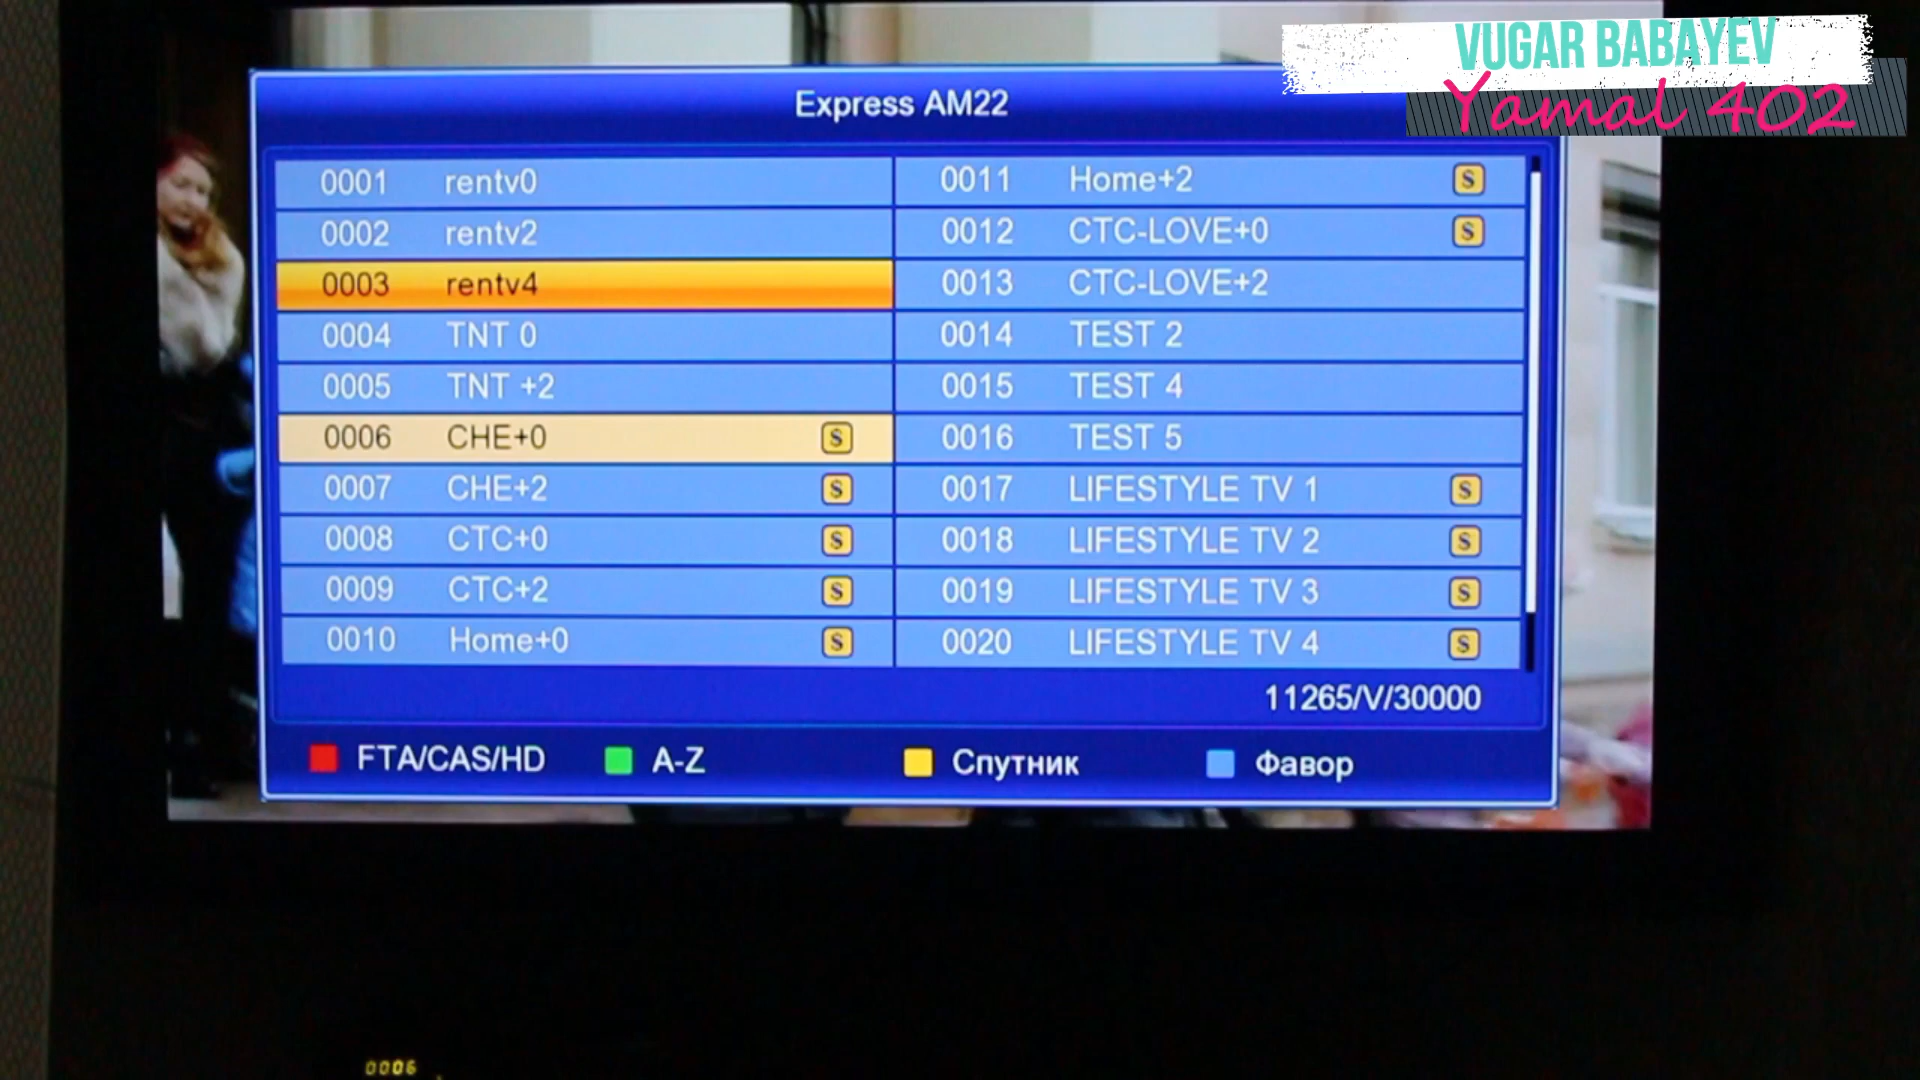 VUGAR BABAYEV
Yamal 402
Express AM22
0001 rentv0
0002 rentv2
0003 rentv4
0004 TNT 0
0005 TNT +2
0006 CHE+0 S
0007 CHE+2 S
0008 CTC+0 S
0009 CTC+2 S
0010 Home+0 S
0011 Home+2 S
0012 CTC-LOVE+0 S
0013 CTC-LOVE+2
0014 TEST 2
0015 TEST 4
0016 TEST 5
0017 LIFESTYLE TV 1 S
0018 LIFESTYLE TV 2 S
0019 LIFESTYLE TV 3 S
0020 LIFESTYLE TV 4 S
11265/V/30000
FTA/CAS/HD A-Z Спутник Фавор
0006